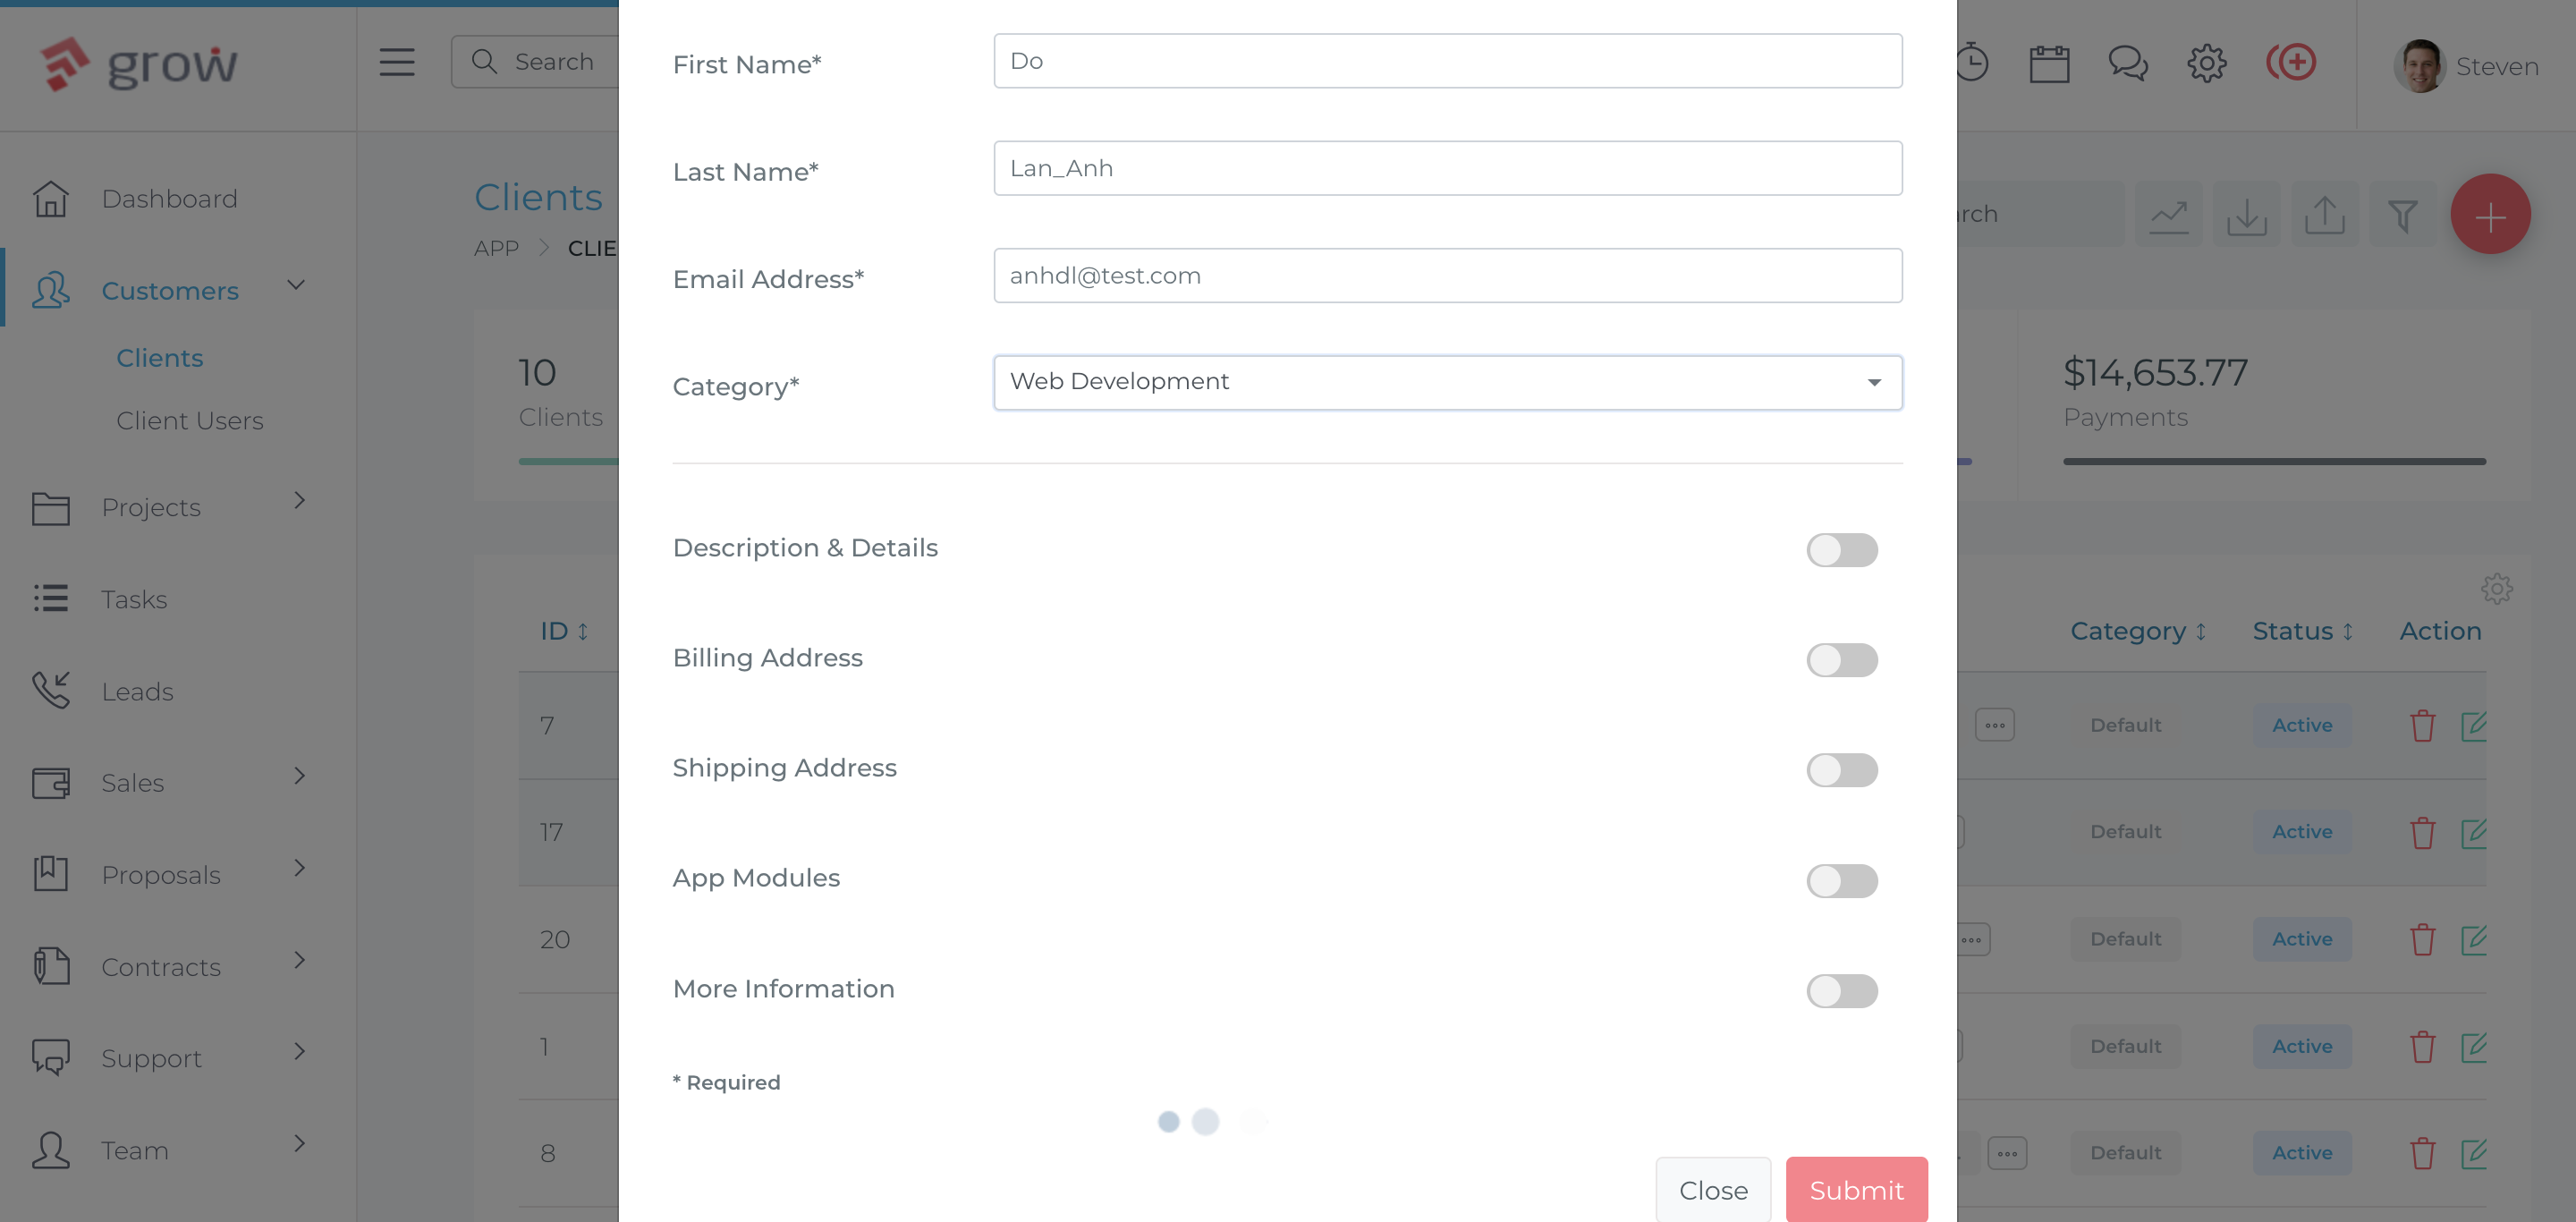 grow
Search
Steven
Dashboard
Customers
Clients
Client Users
Projects
Tasks
Leads
Sales
Proposals
Contracts
Support
Team
Clients
APP > CLIE
10
Clients
ID
7
17
20
1
8
First Name* Do
Last Name* Lan_Anh
Email Address* anhdl@test.com
Category* Web Development
Description & Details
Billing Address
Shipping Address
App Modules
More Information
* Required
Close Submit
rch
$14,653.77
Payments
Category Status Action
Default Active
Default Active
Default Active
Default Active
Default Active